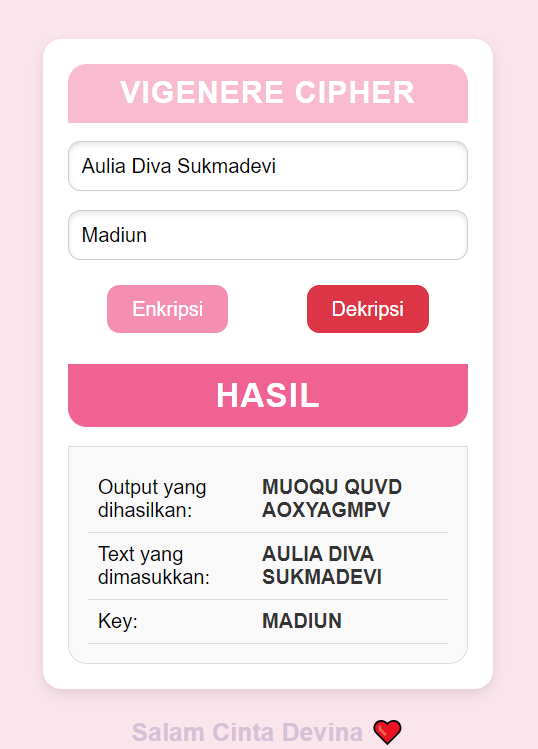 VIGENERE CIPHER
Aulia Diva Sukmadevi
Madiun
Enkripsi
Dekripsi
HASIL
Output yang
dihasilkan:
MUOQU QUVD
AOXYAGMPV
Text yang
dimasukkan:
AULIA DIVA
SUKMADEVI
Key:
MADIUN
Salam Cinta Devina ❤️